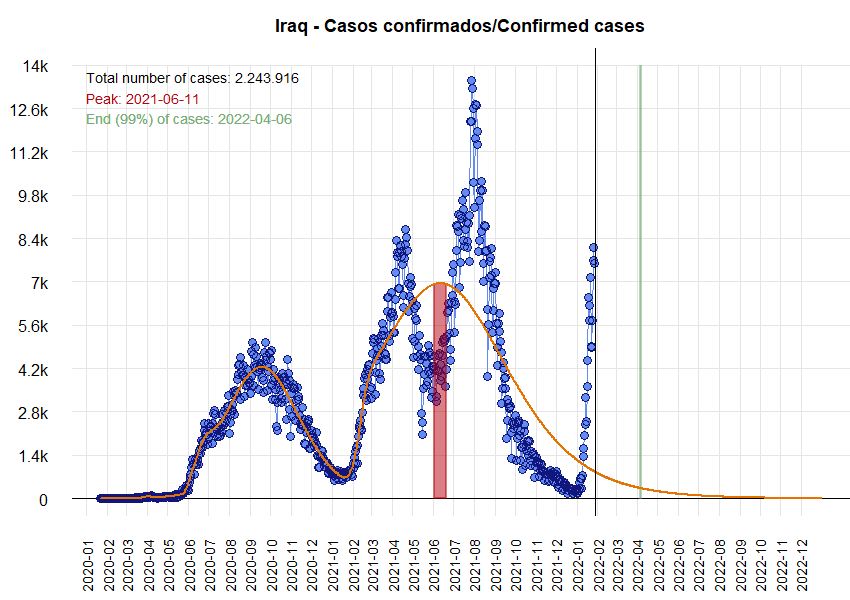 Iraq - Casos confirmados/Confirmed cases
14k
Total number of cases: 2.243.916
Peak: 2021-06-11
12.6k
End (99%) of cases: 2022-04-06
11.2k
9.8k
8.4k
7k
5.6k
4.2k
2.8k
1.4k
0
2020-01
2020-02
2020-03
2020-04
2020-05
2020-06
2020-07
2020-08
2020-09
2020-10
2020-11
2020-12
2021-01
2021-02
2021-03
2021-04
2021-05
2021-06
2021-07
2021-08
2021-09
2021-10
2021-11
2021-12
2022-01
2022-02
2022-03
2022-04
2022-05
2022-06
2022-07
2022-08
2022-09
2022-10
2022-11
2022-12